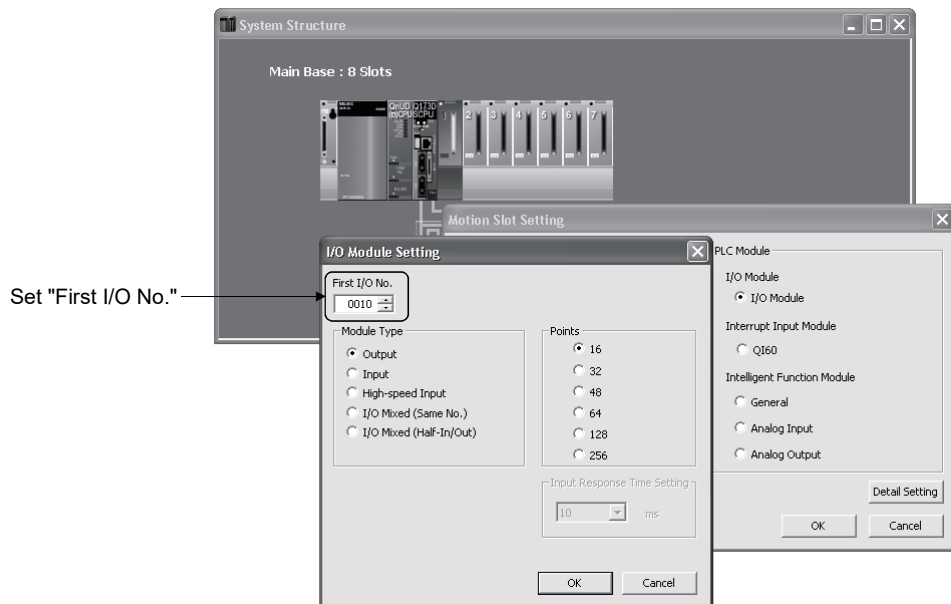 System Structure
Main Base : 8 Slots
QnUD Q173D
(H)CPU SCPU
2 3 4 5 6 7
Motion Slot Setting
I/O Module Setting
First I/O No.
0010
Set "First I/O No."
Module Type
Output
Input
High-speed Input
I/O Mixed (Same No.)
I/O Mixed (Half-In/Out)
Points
16
32
48
64
128
256
Input Response Time Setting
10 ms
OK Cancel
PLC Module
I/O Module
I/O Module
Interrupt Input Module
QI60
Intelligent Function Module
General
Analog Input
Analog Output
Detail Setting
OK Cancel